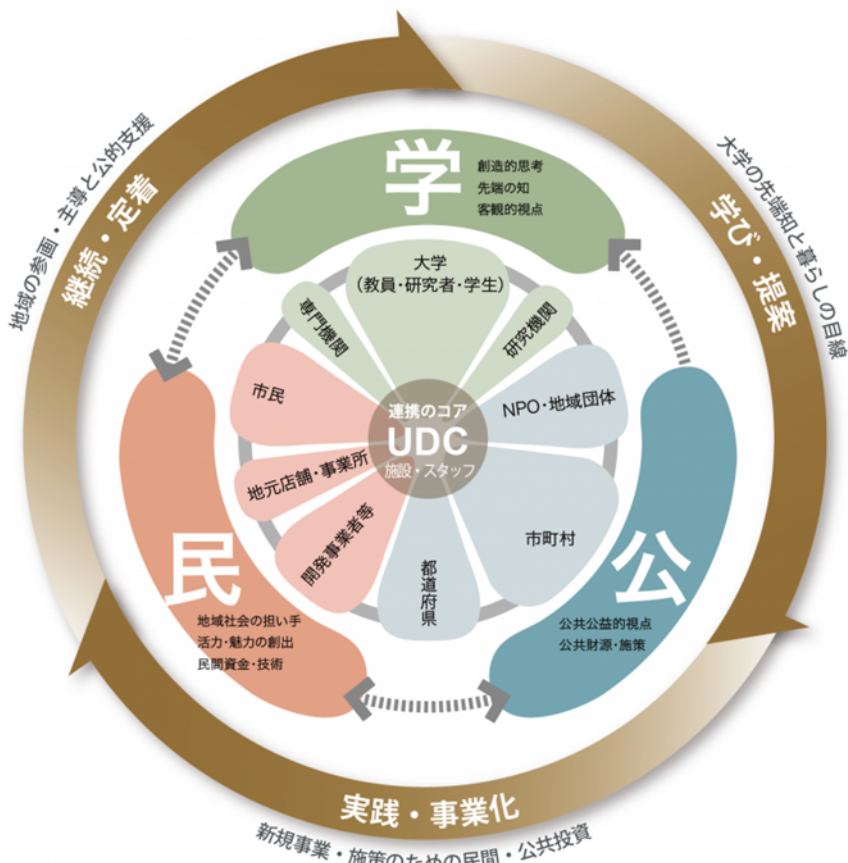 学
創造的思考
先端の知
客観的視点
大学の先端知と暮らしの目線
学び・提案
地域の参画・主導と公的支援
継続・定着
大学
（教員・研究者・学生）
専門機関
研究機関
市民
NPO・地域団体
連携のコア
UDC
施設・スタッフ
地元店舗・事業所
開発事業者等
都道府県
市町村
民
地域社会の担い手
活力・魅力の創出
民間資金・技術
公
公共公益的視点
公共財源・施策
実践・事業化
新規事業・施策のための民間・公共投資